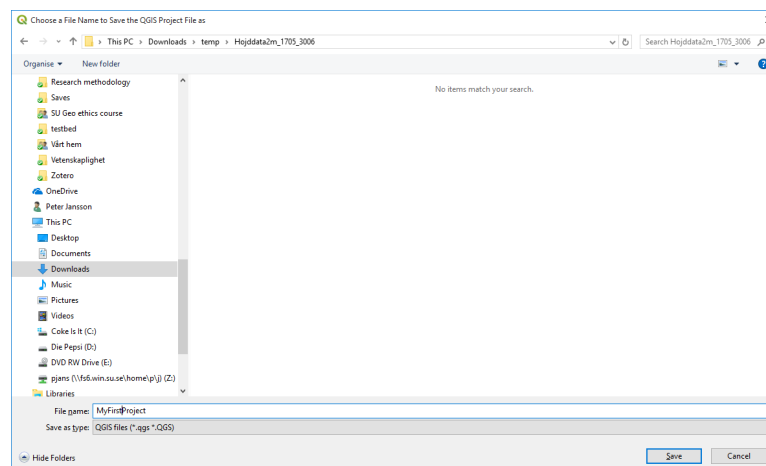 Choose a File Name to Save the QGIS Project File as
This PC > Downloads > temp > Hojddata2m_1705_3006
Search Hojddata2m_1705_3006
Organise
New folder
Research methodology
Saves
SU Geo ethics course
testbed
Vårt hem
Vetenskaplighet
Zotero
OneDrive
Peter Jansson
This PC
Desktop
Documents
Downloads
Music
Pictures
Videos
Coke Is It (C:)
Die Pepsi (D:)
DVD RW Drive (E:)
pjans (\\fs6.win.su.se\home\p\j) (Z:)
Libraries
No items match your search.
File name: MyFirstProject
Save as type: QGIS files (*.qgs *.QGS)
Hide Folders
Save
Cancel